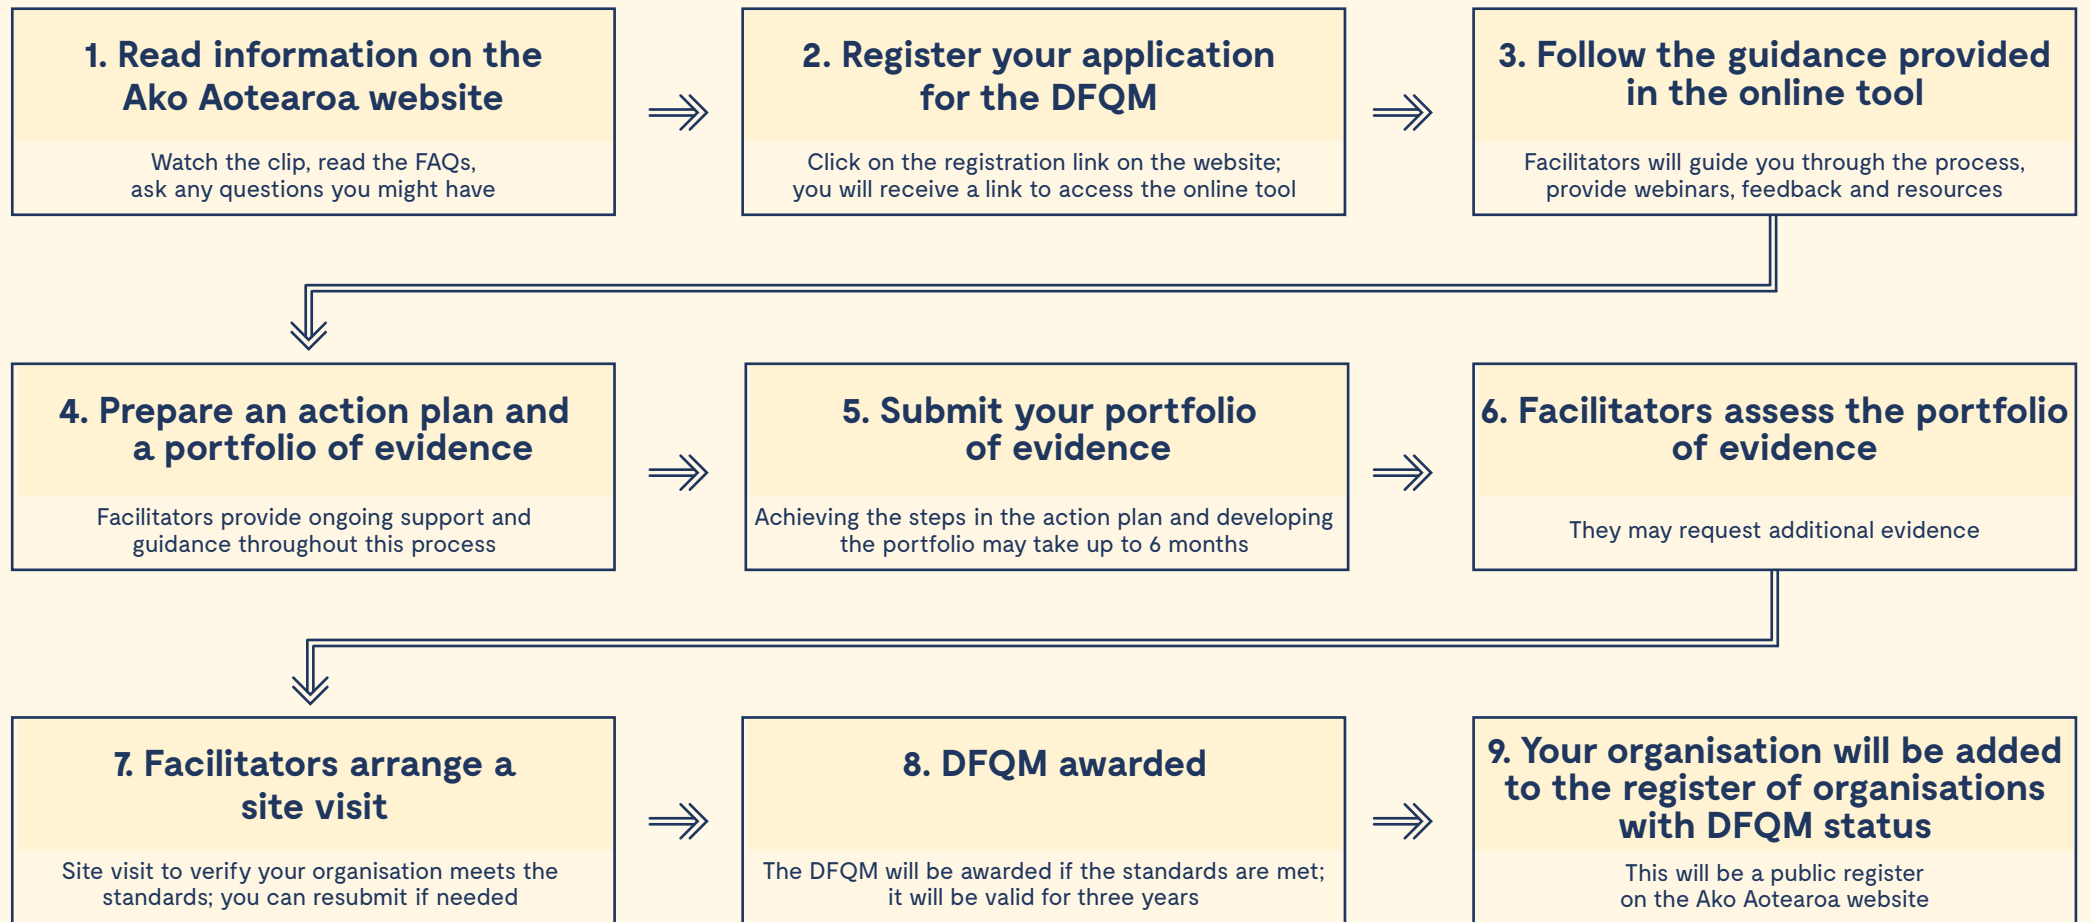 1. Read information on the
Ako Aotearoa website
Watch the clip, read the FAQs,
ask any questions you might have
2. Register your application
for the DFQM
Click on the registration link on the website;
you will receive a link to access the online tool
3. Follow the guidance provided
in the online tool
Facilitators will guide you through the process,
provide webinars, feedback and resources
4. Prepare an action plan and
a portfolio of evidence
Facilitators provide ongoing support and
guidance throughout this process
5. Submit your portfolio
of evidence
Achieving the steps in the action plan and developing
the portfolio may take up to 6 months
6. Facilitators assess the portfolio
of evidence
They may request additional evidence
7. Facilitators arrange a
site visit
Site visit to verify your organisation meets the
standards; you can resubmit if needed
8. DFQM awarded
The DFQM will be awarded if the standards are met;
it will be valid for three years
9. Your organisation will be added
to the register of organisations
with DFQM status
This will be a public register
on the Ako Aotearoa website